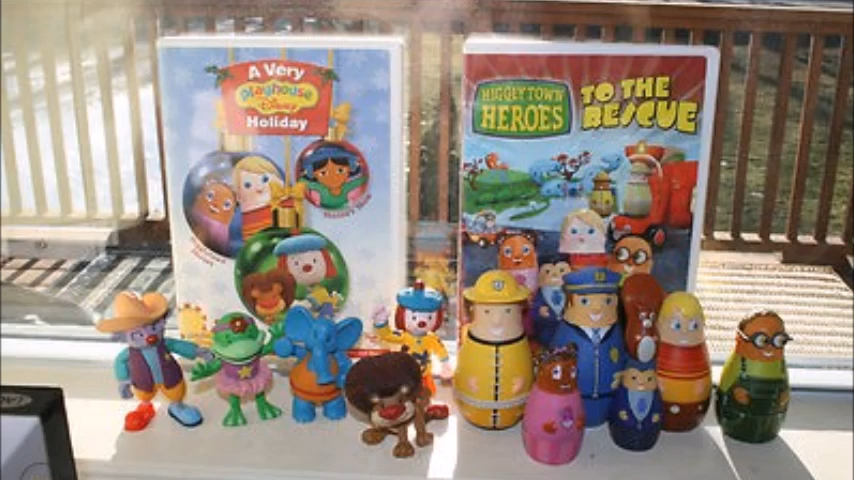 A Very
Playhouse
Disney
Holiday
HIGGLYTOWN
HEROES
TO THE
RESCUE